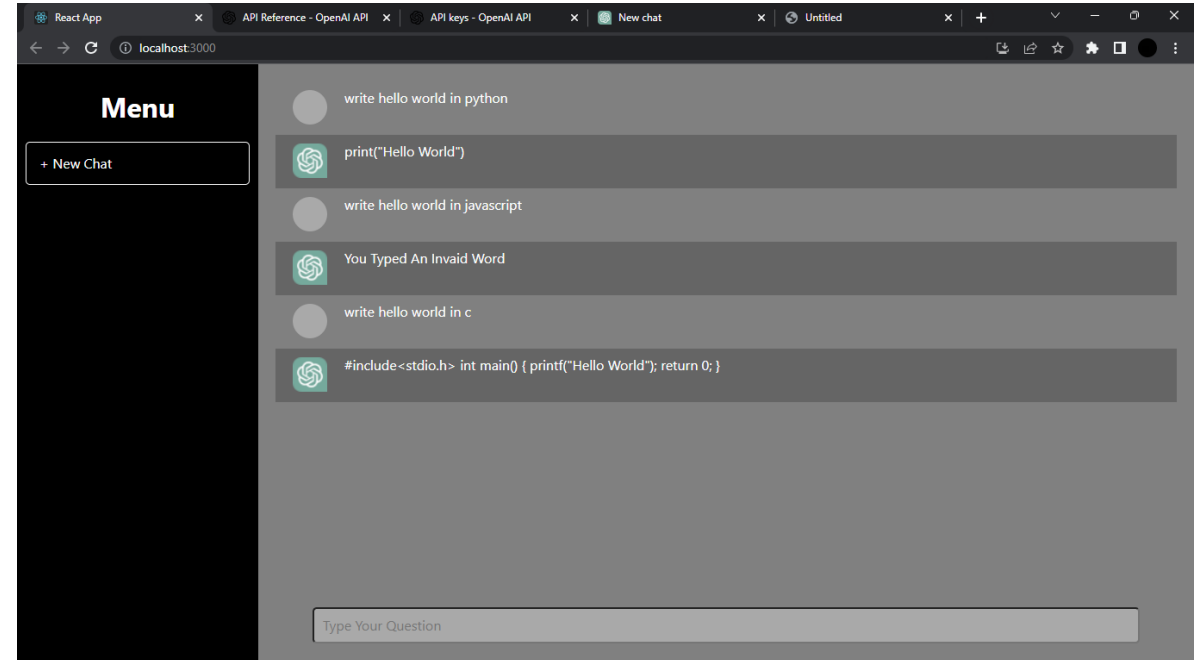 React App
API Reference - OpenAI API
API keys - OpenAI API
New chat
Untitled
localhost:3000
Menu
+ New Chat
write hello world in python
print("Hello World")
write hello world in javascript
You Typed An Invaid Word
write hello world in c
#include<stdio.h> int main() { printf("Hello World"); return 0; }
Type Your Question